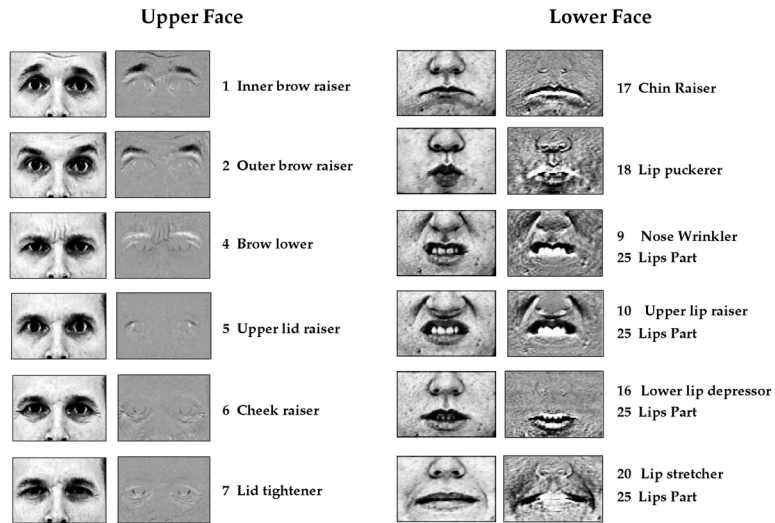 Upper Face
1 Inner brow raiser
2 Outer brow raiser
4 Brow lower
5 Upper lid raiser
6 Cheek raiser
7 Lid tightener
Lower Face
17 Chin Raiser
18 Lip puckerer
9 Nose Wrinkler
25 Lips Part
10 Upper lip raiser
25 Lips Part
16 Lower lip depressor
25 Lips Part
20 Lip stretcher
25 Lips Part